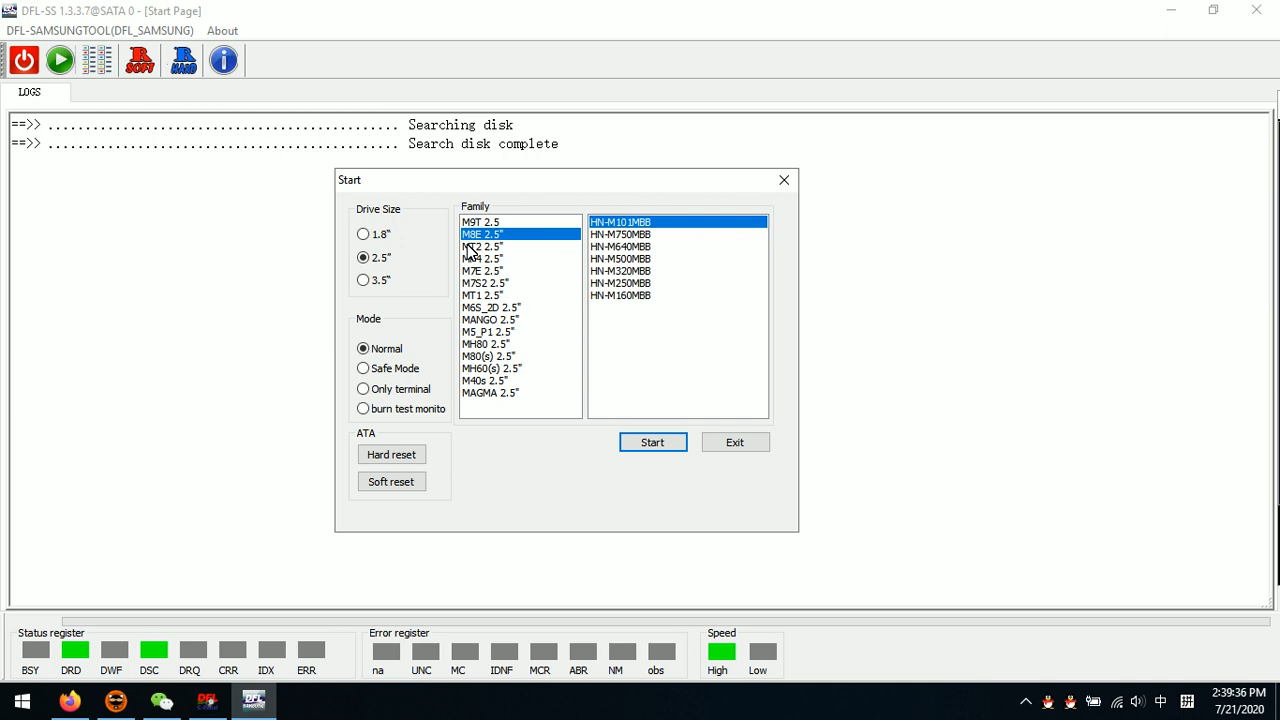 DFL-SS 1.3.3.7@SATA 0 - [Start Page]
DFL-SAMSUNGTOOL(DFL_SAMSUNG) About
R SOFT R HARD i
LOGS
==>> ............................................... Searching disk
==>> ............................................... Search disk complete
Start
Drive Size
1.8"
2.5"
3.5"
Mode
Normal
Safe Mode
Only terminal
burn test monito
ATA
Hard reset
Soft reset
Family
M9T 2.5
M8E 2.5"
MT2 2.5"
2.5"
M7E 2.5"
M7S2 2.5"
MT1 2.5"
M6S_2D 2.5"
MANGO 2.5"
M5_P1 2.5"
MH80 2.5"
M80(s) 2.5"
MH60(s) 2.5"
M40s 2.5"
MAGMA 2.5"
HN-M101MBB
HN-M750MBB
HN-M640MBB
HN-M500MBB
HN-M320MBB
HN-M250MBB
HN-M160MBB
Start Exit
Status register
BSY DRD DWF DSC DRQ CRR IDX ERR
Error register
na UNC MC IDNF MCR ABR NM obs
Speed
High Low
DFL
DFL
中 拼
2:39:36 PM
7/21/2020